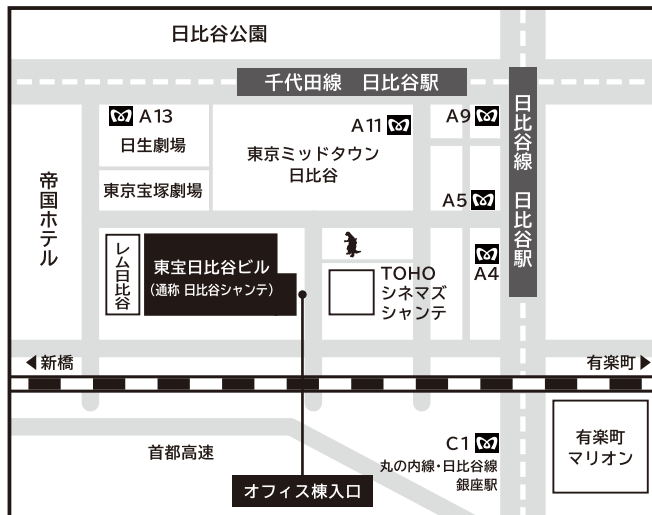 日比谷公園
千代田線 日比谷駅
日比谷線 日比谷駅
A13
日生劇場
A11
A9
東京ミッドタウン
日比谷
東京宝塚劇場
帝国ホテル
A5
レム日比谷
東宝日比谷ビル
(通称 日比谷シャンテ)
TOHO
シネマズ
シャンテ
A4
新橋
有楽町
首都高速
C1
丸の内線・日比谷線
銀座駅
有楽町
マリオン
オフィス棟入口